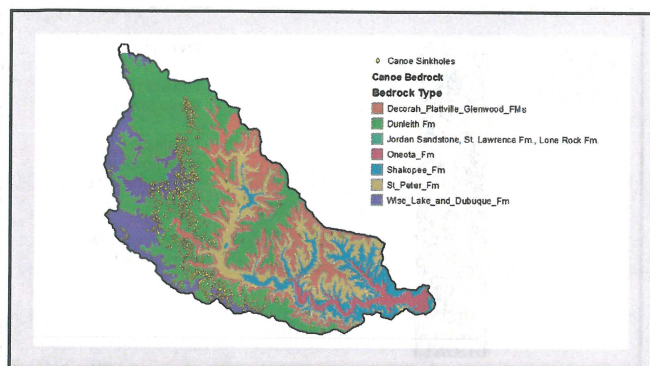 Canoe Sinkholes
Canoe Bedrock
Bedrock Type
Decorah_Plattville_Glenwood_FMs
Dunleith Fm
Jordan Sandstone, St. Lawrence Fm., Lone Rock Fm.
Oneota_Fm
Shakopee_Fm
St_Peter_Fm
Wise_Lake_and_Dubuque_Fm